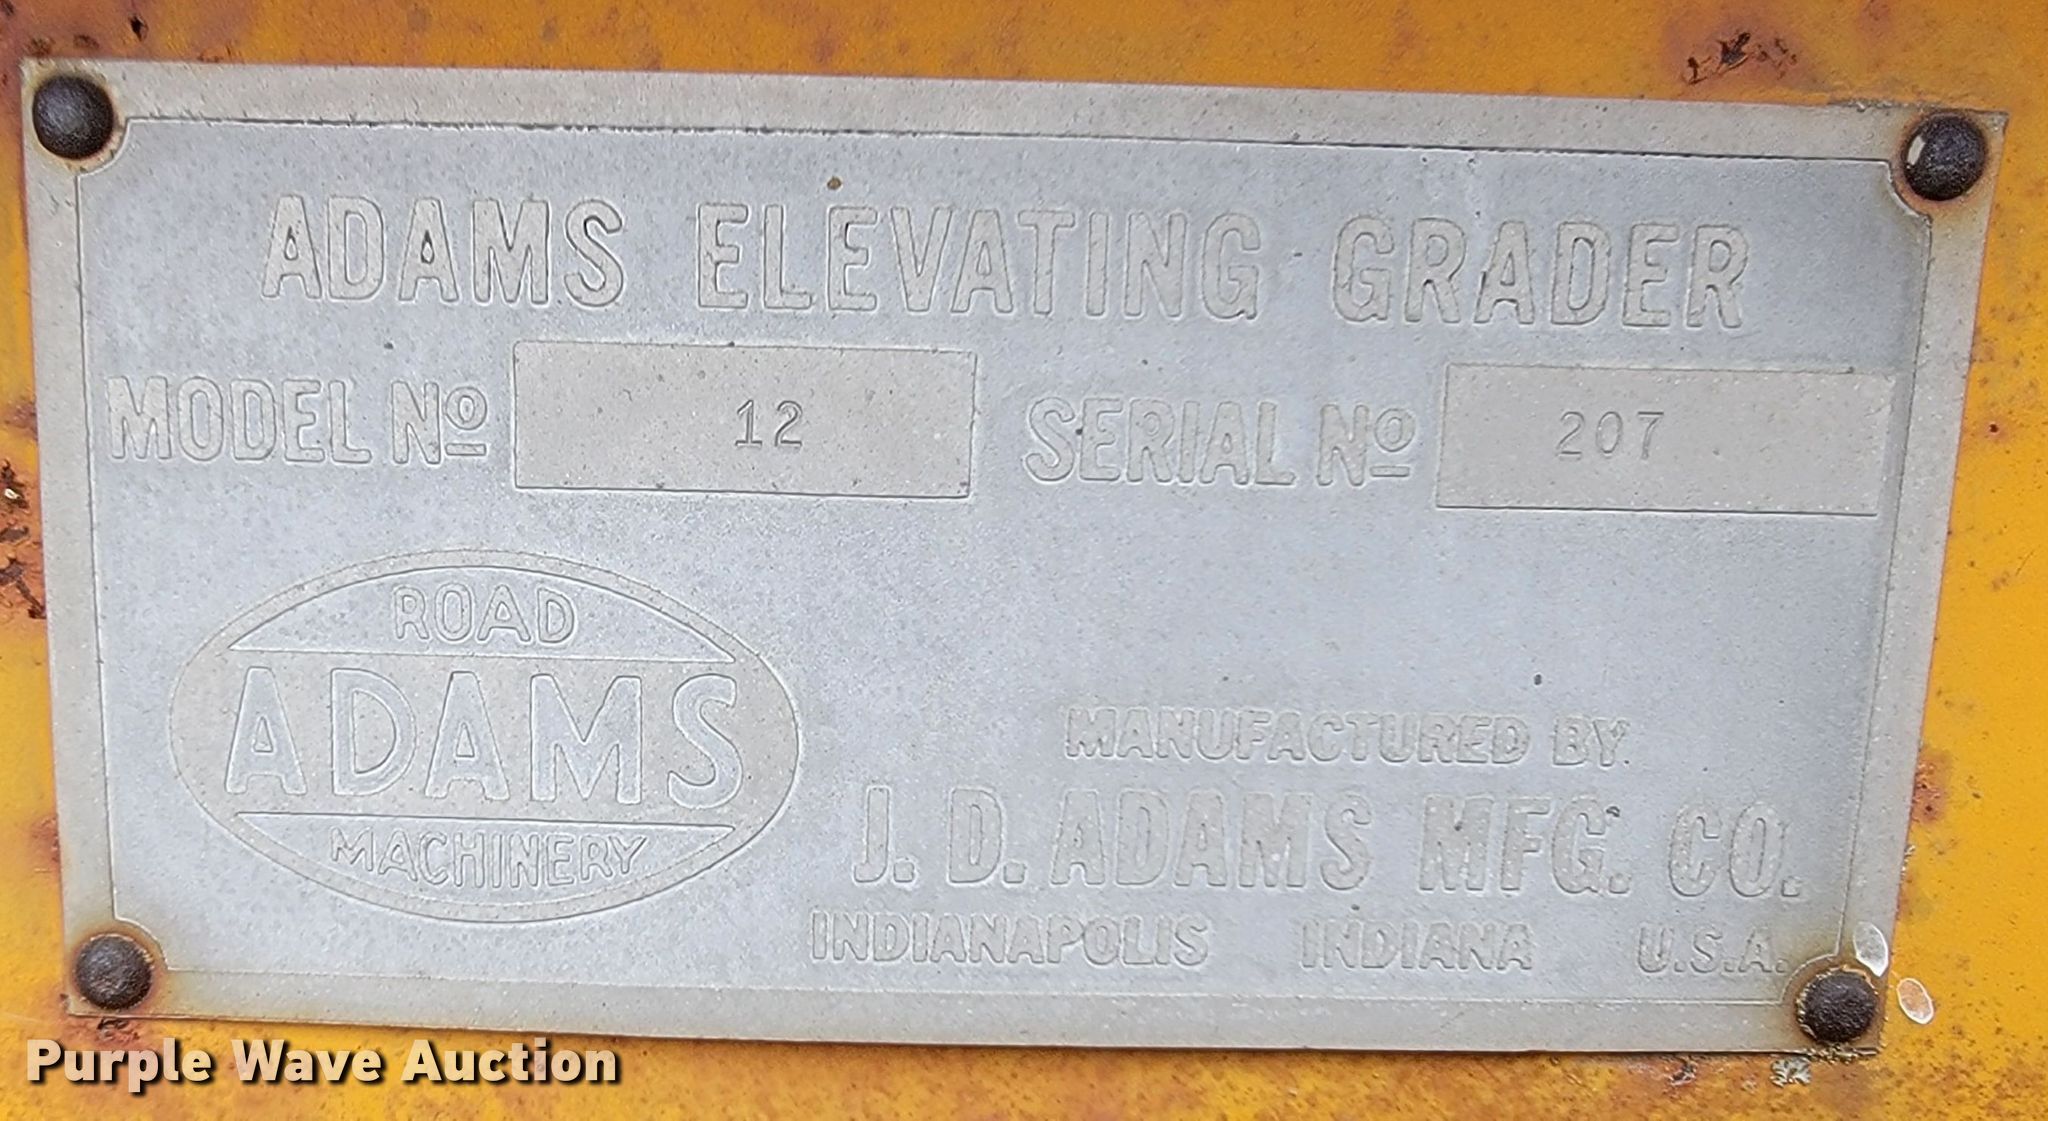 ADAMS ELEVATING GRADER
MODEL Nº 12 SERIAL Nº 207
ROAD
ADAMS
MACHINERY
MANUFACTURED BY
J. D. ADAMS MFG. CO.
INDIANAPOLIS INDIANA U.S.A.
Purple Wave Auction